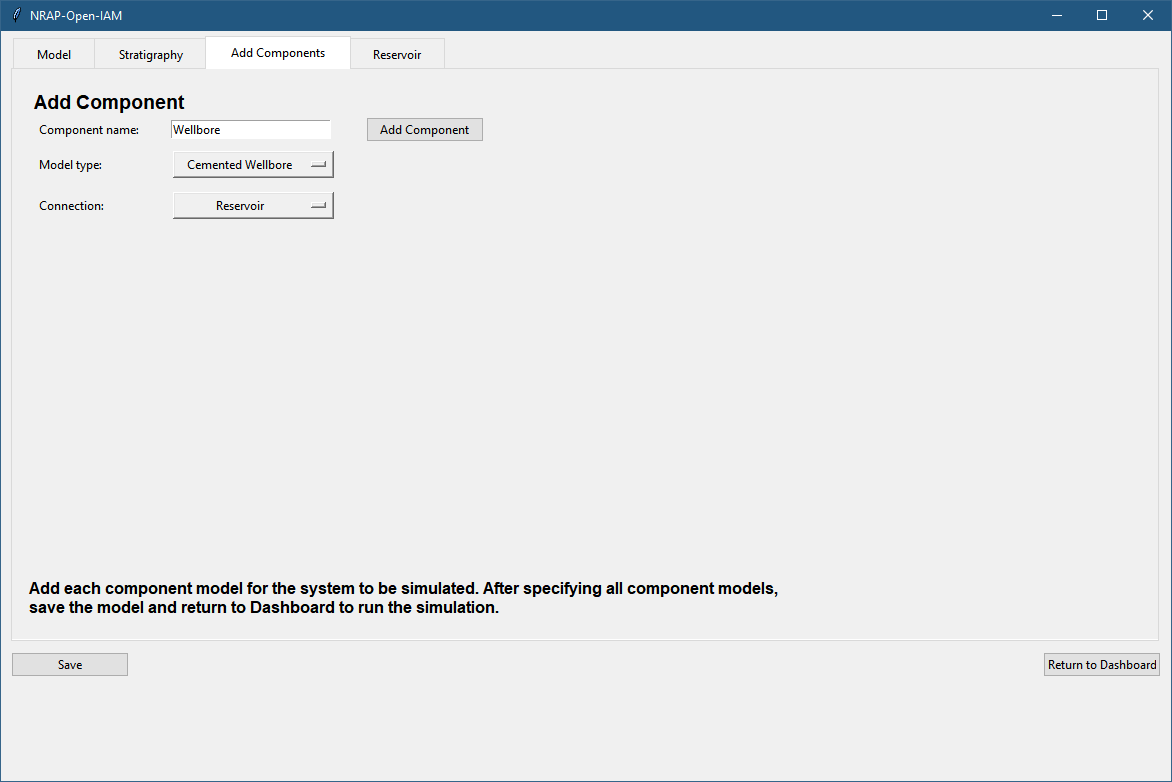 NRAP-Open-IAM
Model Stratigraphy Add Components Reservoir
Add Component
Component name: Wellbore Add Component
Model type: Cemented Wellbore
Connection: Reservoir
Add each component model for the system to be simulated. After specifying all component models,
save the model and return to Dashboard to run the simulation.
Save Return to Dashboard